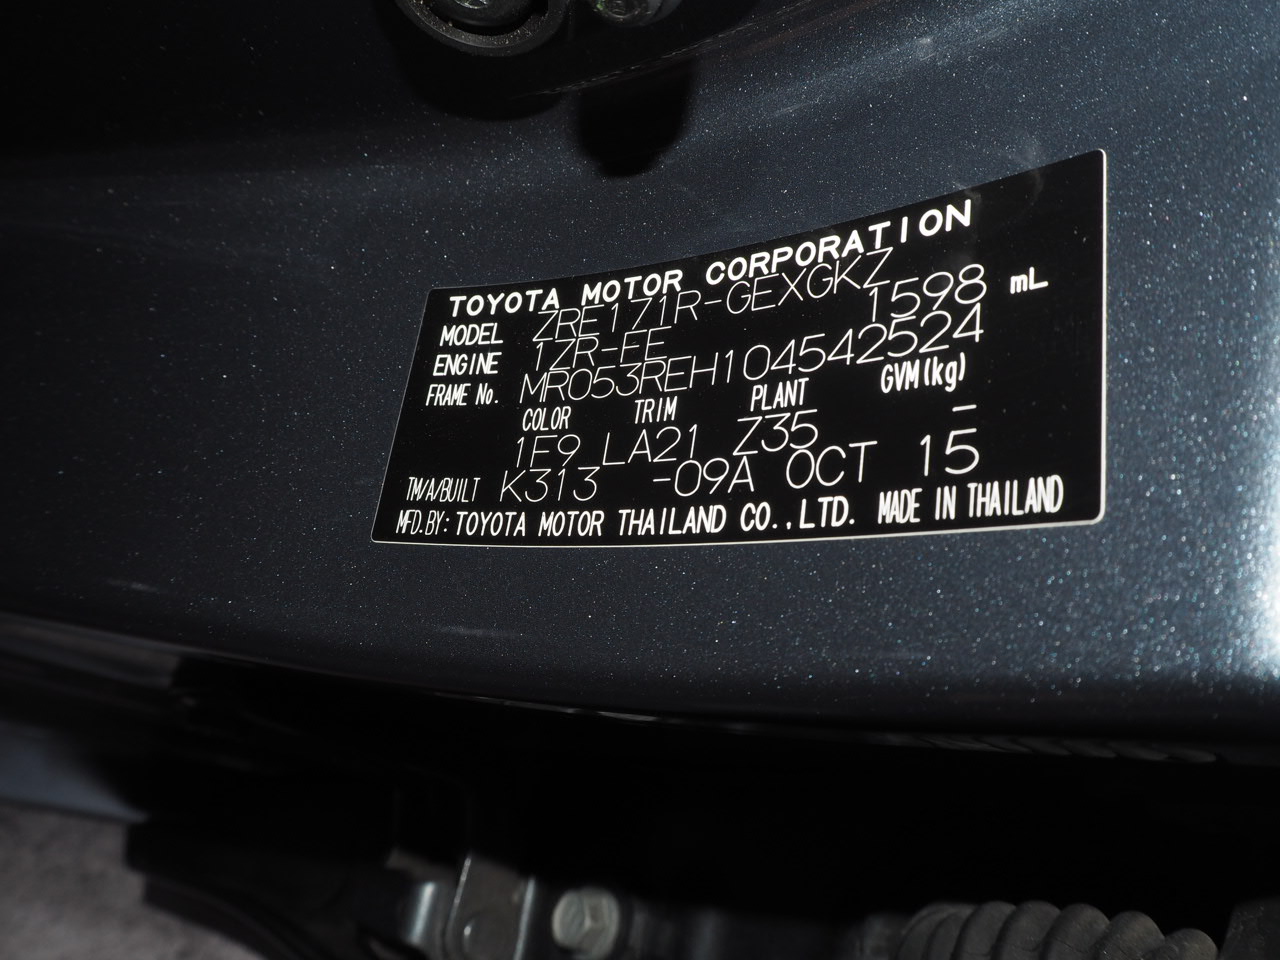 TOYOTA MOTOR CORPORATION
MODEL ZRE171R-GEXGKZ
ENGINE 1ZR-FE 1598 mL
FRAME No. MR053REH104542524
COLOR TRIM PLANT GVM(kg)
1F9 LA21 Z35 –
TM/A/BUILT K313 -09A OCT 15
MFD.BY: TOYOTA MOTOR THAILAND CO.,LTD. MADE IN THAILAND